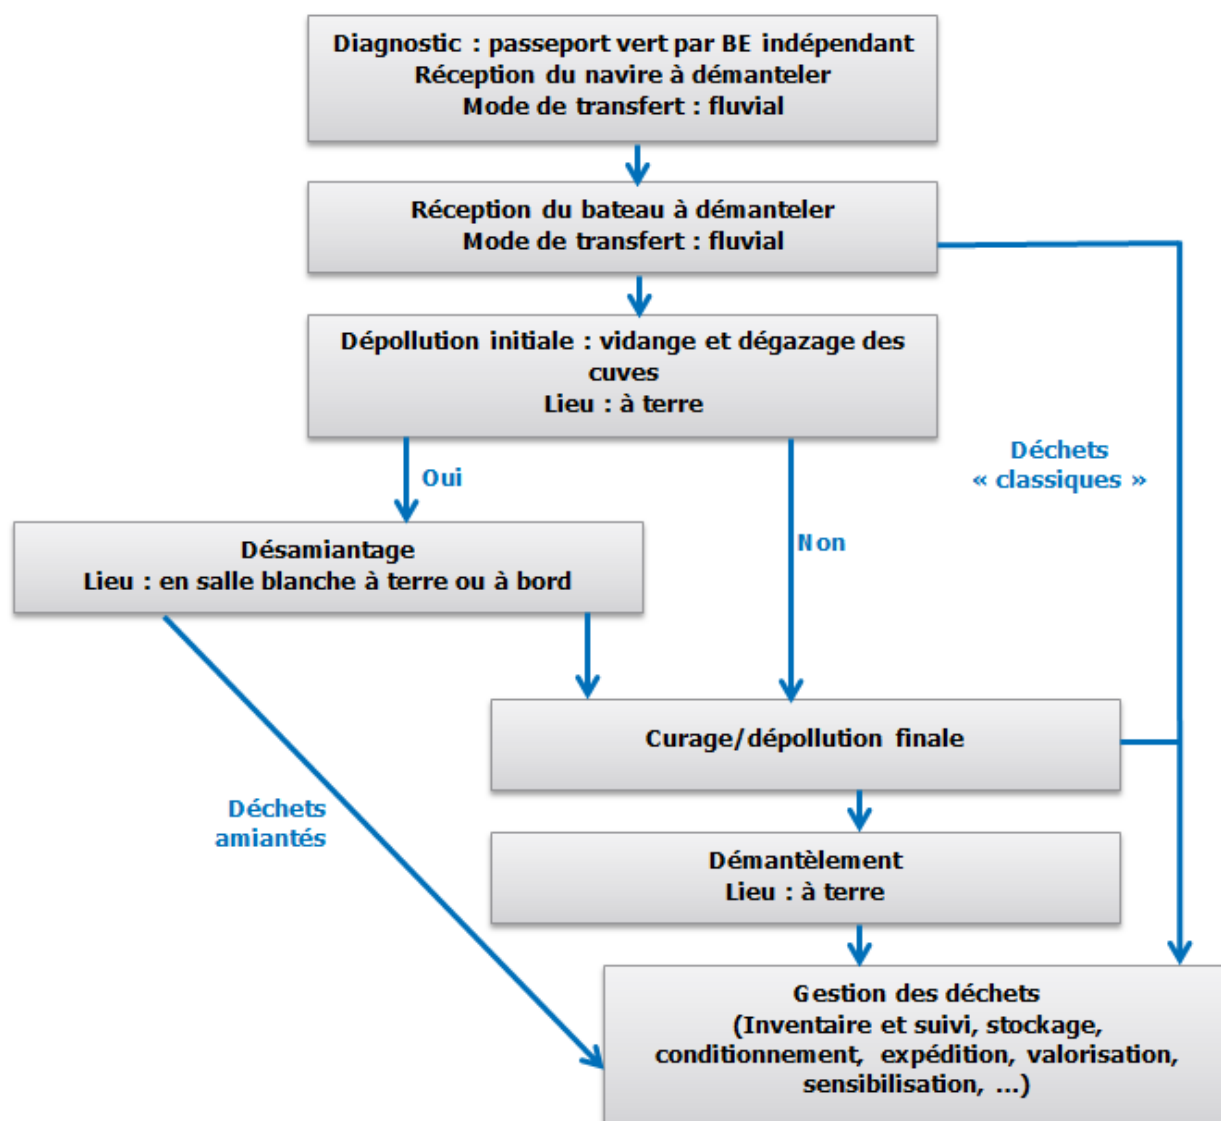 Diagnostic : passeport vert par BE indépendant
Réception du navire à démanteler
Mode de transfert : fluvial
Réception du bateau à démanteler
Mode de transfert : fluvial
Dépollution initiale : vidange et dégazage des
cuves
Lieu : à terre
Déchets
« classiques »
Oui
Non
Désamiantage
Lieu : en salle blanche à terre ou à bord
Curage/dépollution finale
Déchets
amiantés
Démantèlement
Lieu : à terre
Gestion des déchets
(Inventaire et suivi, stockage,
conditionnement, expédition, valorisation,
sensibilisation, ...)